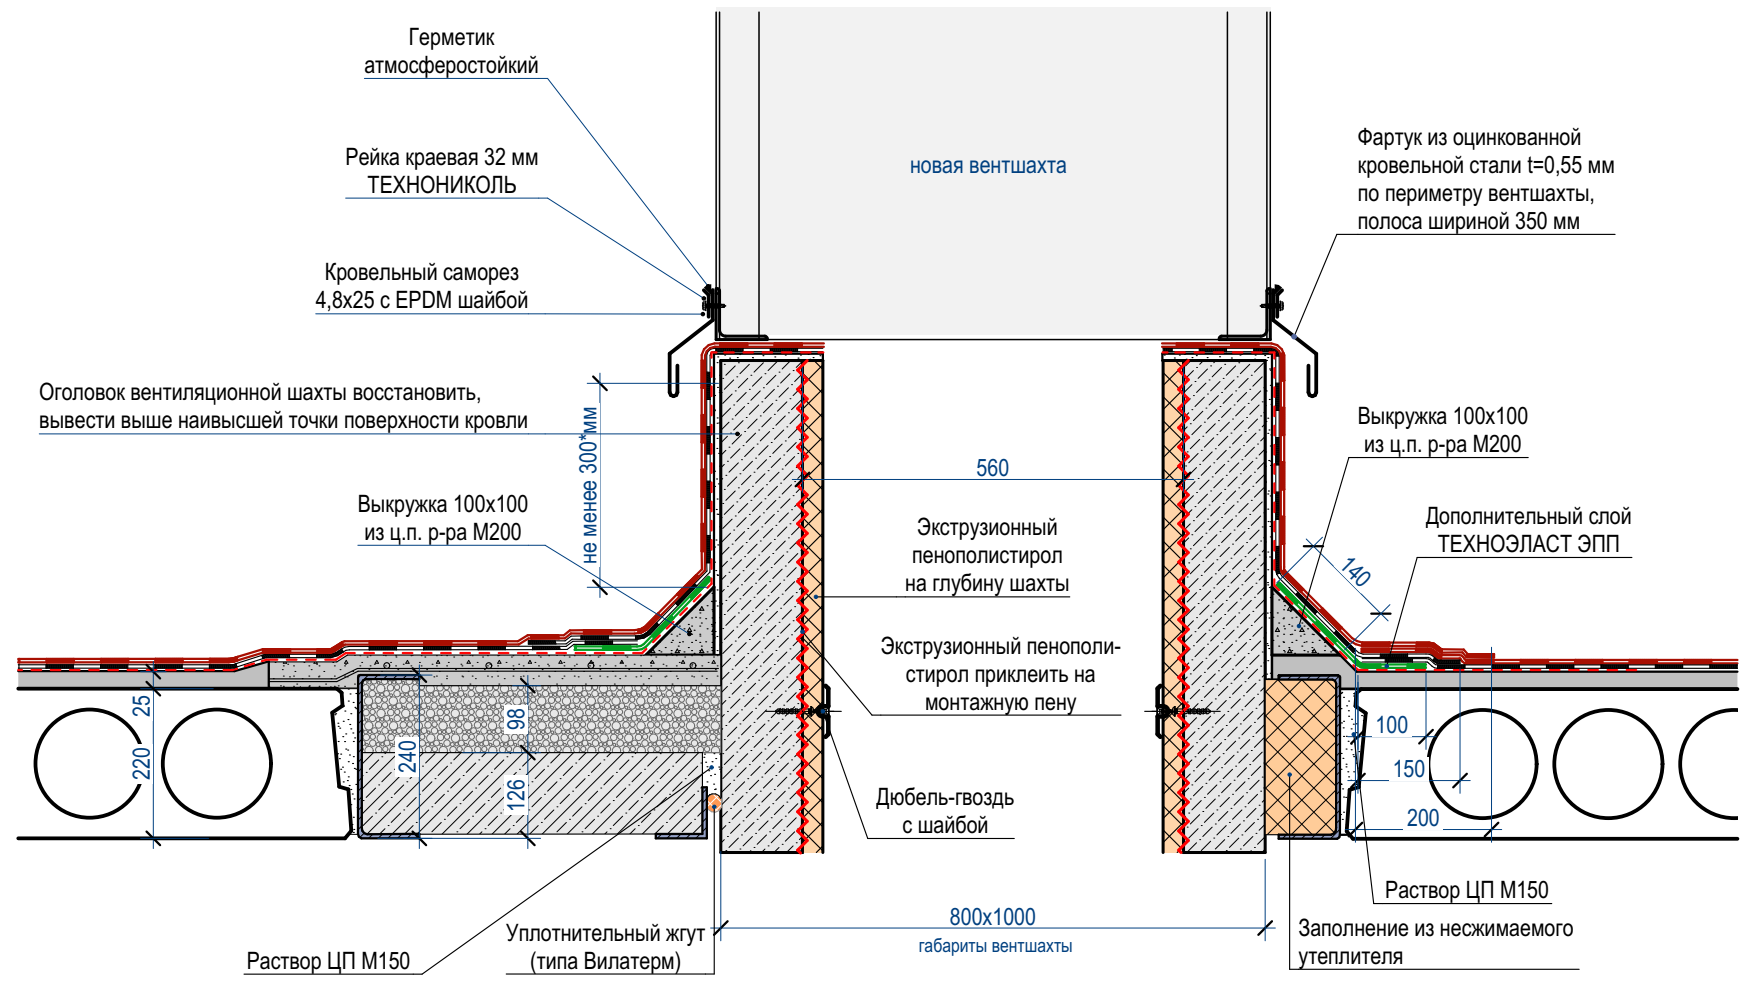 Герметик
атмосферостойкий
Рейка краевая 32 мм
ТЕХНОНИКОЛЬ
Кровельный саморез
4,8х25 с EPDM шайбой
Оголовок вентиляционной шахты восстановить,
вывести выше наивысшей точки поверхности кровли
Выкружка 100х100
из ц.п. р-ра М200
не менее 300*мм
новая вентшахта
Фартук из оцинкованной
кровельной стали t=0,55 мм
по периметру вентшахты,
полоса шириной 350 мм
Выкружка 100х100
из ц.п. р-ра М200
Дополнительный слой
ТЕХНОЭЛАСТ ЭПП
140
560
Экструзионный
пенополистирол
на глубину шахты
Экструзионный пенополи-
стирол приклеить на
монтажную пену
Дюбель-гвоздь
с шайбой
25
220
240
98
126
100
150
200
800х1000
габариты вентшахты
Раствор ЦП М150
Уплотнительный жгут
(типа Вилатерм)
Раствор ЦП М150
Заполнение из несжимаемого
утеплителя